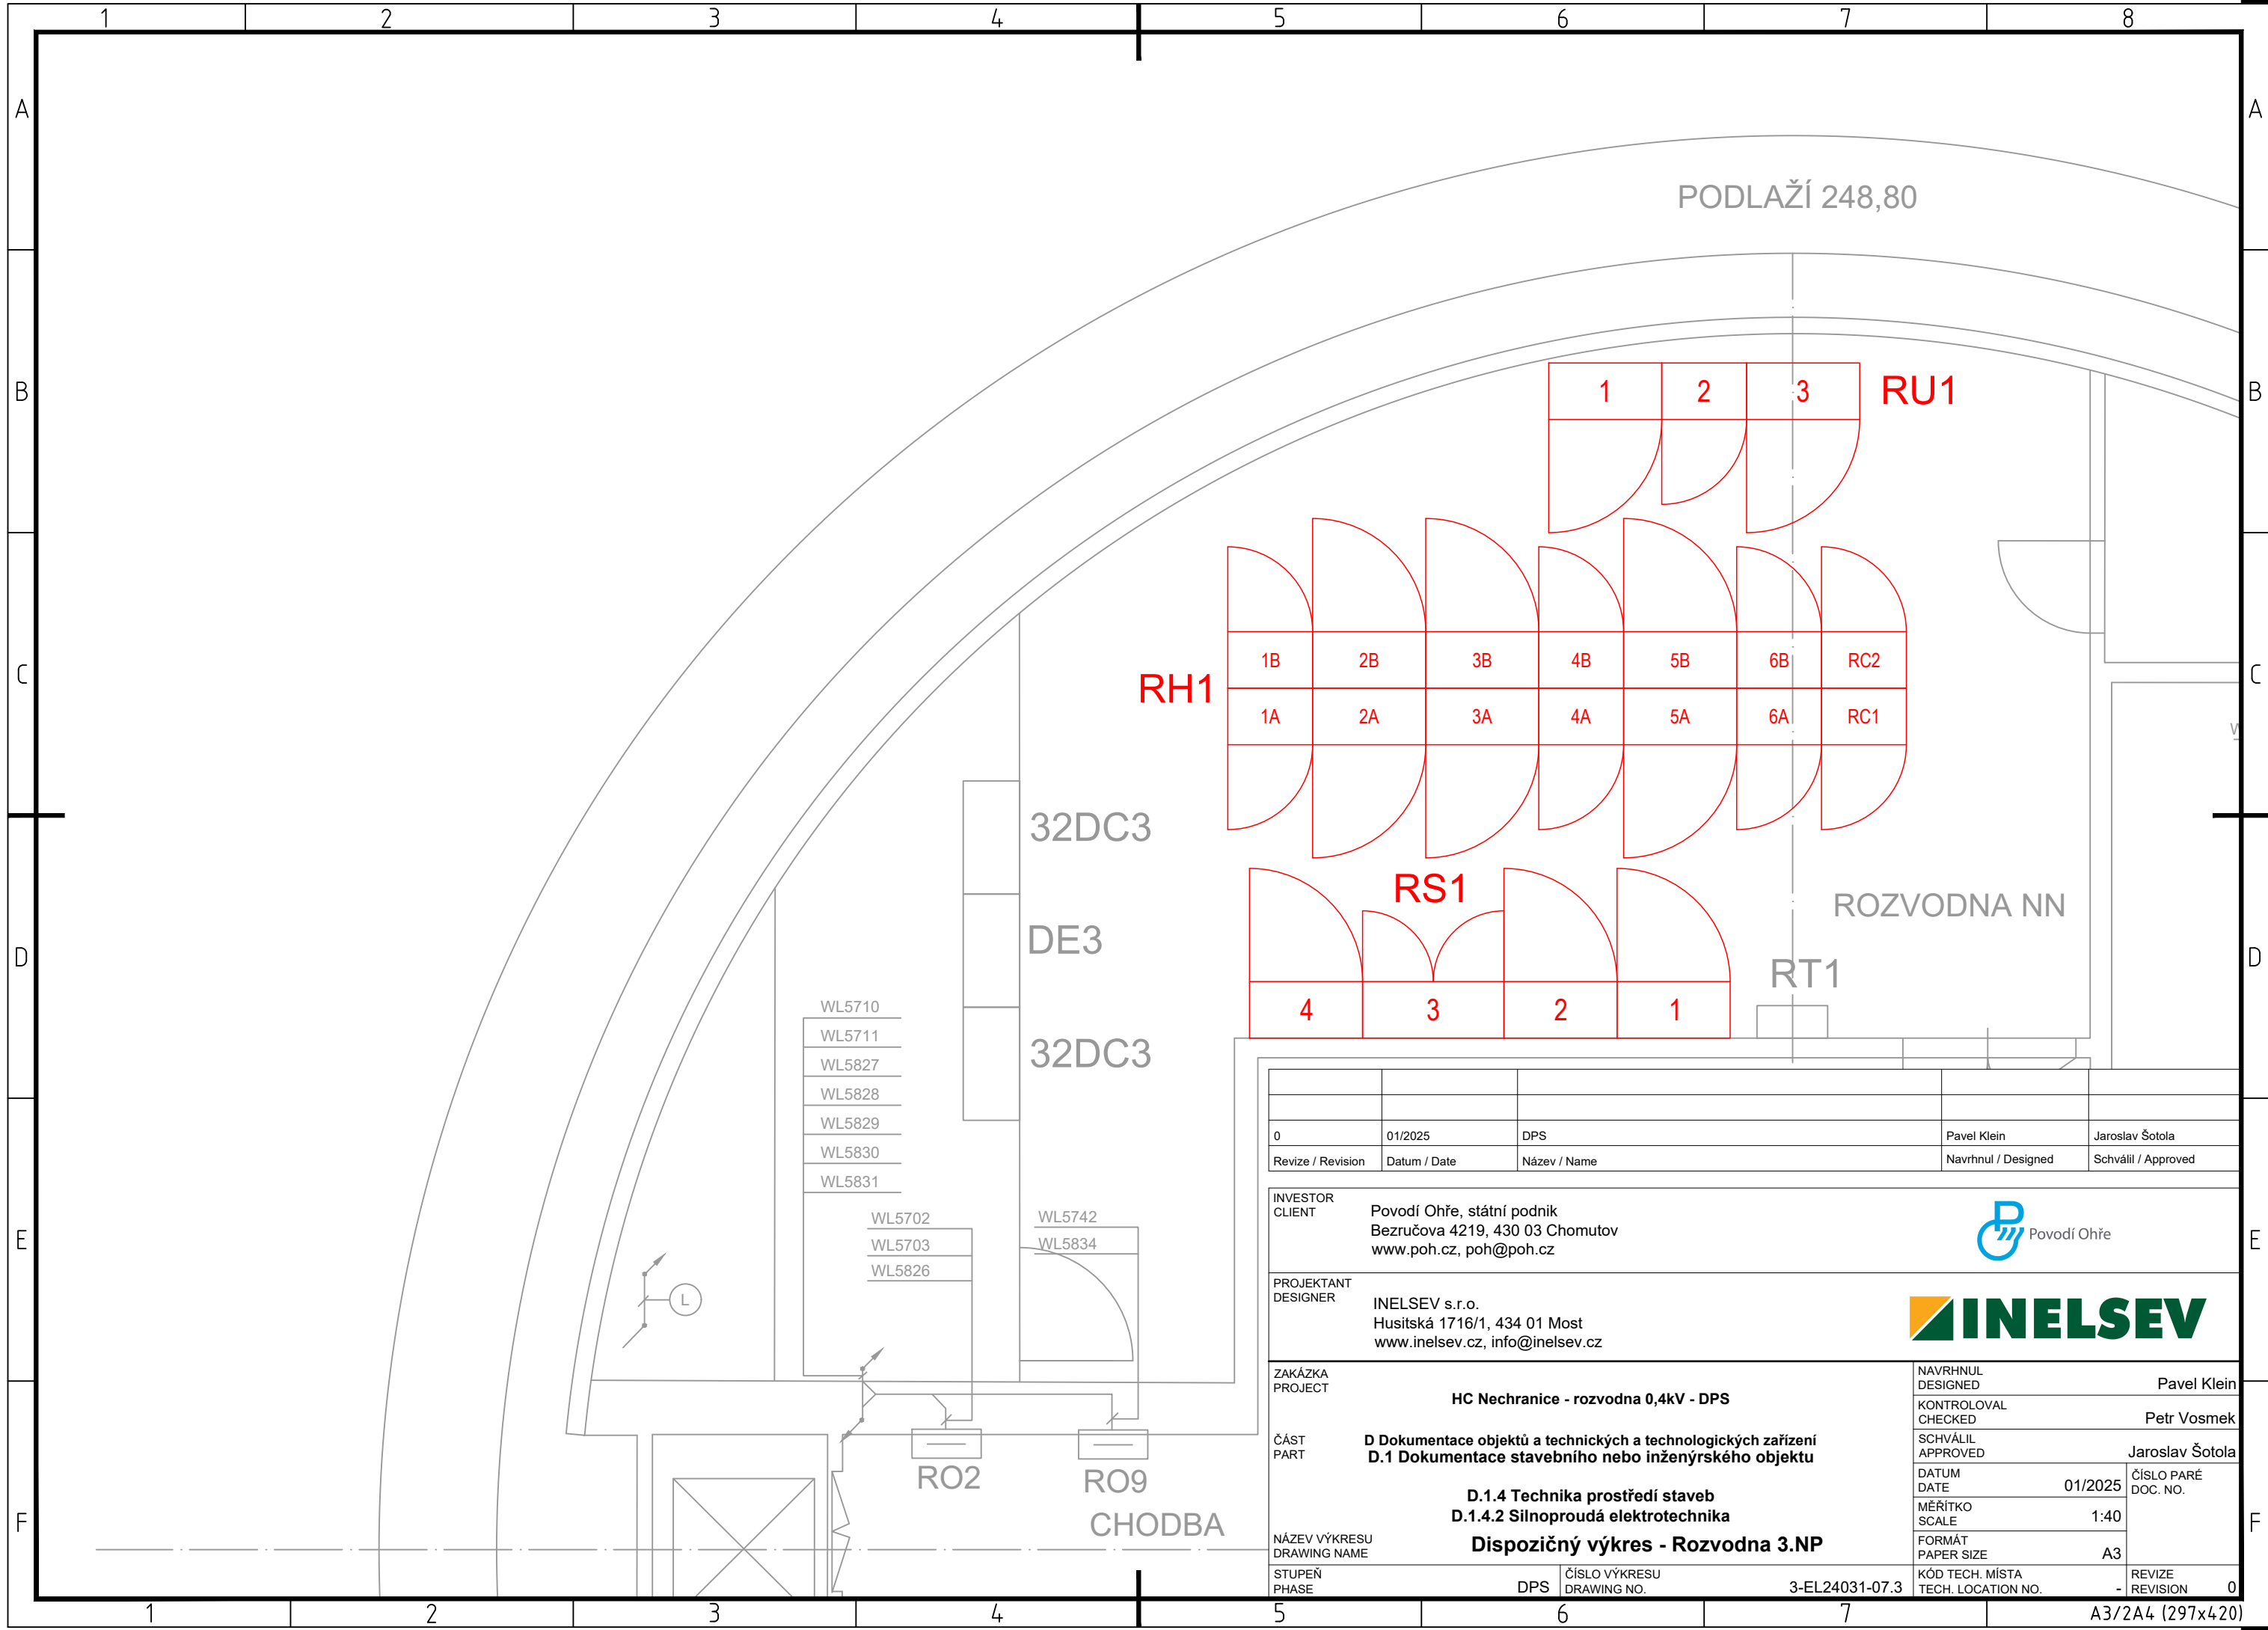 1 2 3 4 5 6 7 8
A A
PODLAŽÍ 248,80
B B
1 2 3 RU1
1B 2B 3B 4B 5B 6B RC2
C C
RH1
1A 2A 3A 4A 5A 6A RC1
32DC3
RS1
ROZVODNA NN
DE3
D D
RT1
4 3 2 1
32DC3
WL5710
WL5711
WL5827
WL5828
WL5829
WL5830
WL5831
WL5702
WL5703
WL5826
WL5742
WL5834
E E
L
RO2
RO9
CHODBA
F F
0 01/2025 DPS Pavel Klein Jaroslav Šotola
Revize / Revision Datum / Date Název / Name Navrhnul / Designed Schválil / Approved
INVESTOR
CLIENT
Povodí Ohře, státní podnik
Bezručova 4219, 430 03 Chomutov
www.poh.cz, poh@poh.cz
Povodí Ohře
PROJEKTANT
DESIGNER
INELSEV s.r.o.
Husitská 1716/1, 434 01 Most
www.inelsev.cz, info@inelsev.cz
INELSEV
ZAKÁZKA
PROJECT
HC Nechranice - rozvodna 0,4kV - DPS
ČÁST
PART
D Dokumentace objektů a technických a technologických zařízení
D.1 Dokumentace stavebního nebo inženýrského objektu
D.1.4 Technika prostředí staveb
D.1.4.2 Silnoproudá elektrotechnika
NÁZEV VÝKRESU
DRAWING NAME
Dispozičný výkres - Rozvodna 3.NP
STUPEŇ
PHASE
DPS
ČÍSLO VÝKRESU
DRAWING NO.
3-EL24031-07.3
NAVRHNUL
DESIGNED
Pavel Klein
KONTROLOVAL
CHECKED
Petr Vosmek
SCHVÁLIL
APPROVED
Jaroslav Šotola
DATUM
DATE
01/2025
ČÍSLO PARÉ
DOC. NO.
MĚŘÍTKO
SCALE
1:40
FORMÁT
PAPER SIZE
A3
KÓD TECH. MÍSTA
TECH. LOCATION NO.
-
REVIZE
REVISION
0
1 2 3 4 5 6 7
A3/2A4 (297x420)